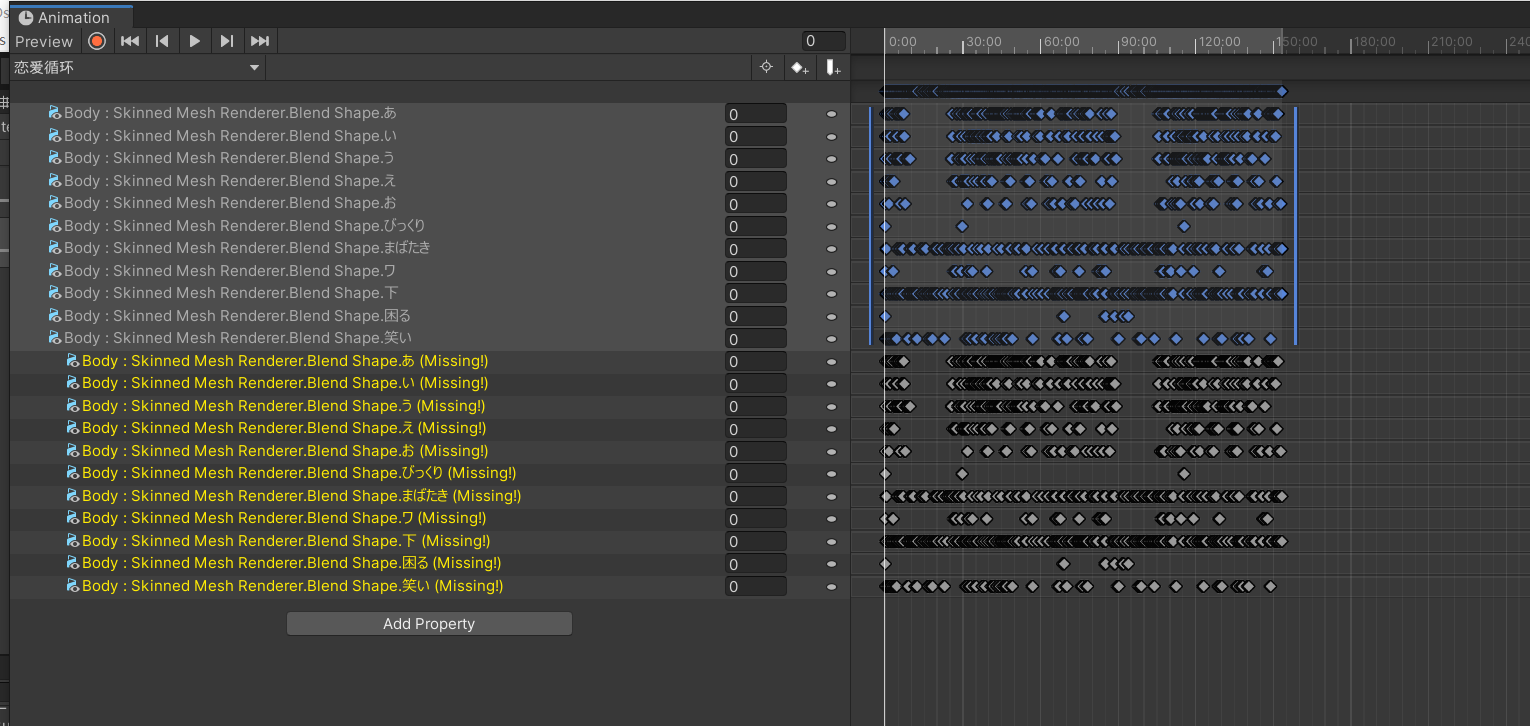 Animation
Preview 0 0:00 30:00 60:00 90:00 120:00 150:00 180:00 210:00 240
恋爱循环
Body : Skinned Mesh Renderer.Blend Shape.あ 0
Body : Skinned Mesh Renderer.Blend Shape.い 0
Body : Skinned Mesh Renderer.Blend Shape.う 0
Body : Skinned Mesh Renderer.Blend Shape.え 0
Body : Skinned Mesh Renderer.Blend Shape.お 0
Body : Skinned Mesh Renderer.Blend Shape.びっくり 0
Body : Skinned Mesh Renderer.Blend Shape.まばたき 0
Body : Skinned Mesh Renderer.Blend Shape.ワ 0
Body : Skinned Mesh Renderer.Blend Shape.下 0
Body : Skinned Mesh Renderer.Blend Shape.困る 0
Body : Skinned Mesh Renderer.Blend Shape.笑い 0
Body : Skinned Mesh Renderer.Blend Shape.あ (Missing!) 0
Body : Skinned Mesh Renderer.Blend Shape.い (Missing!) 0
Body : Skinned Mesh Renderer.Blend Shape.う (Missing!) 0
Body : Skinned Mesh Renderer.Blend Shape.え (Missing!) 0
Body : Skinned Mesh Renderer.Blend Shape.お (Missing!) 0
Body : Skinned Mesh Renderer.Blend Shape.びっくり (Missing!) 0
Body : Skinned Mesh Renderer.Blend Shape.まばたき (Missing!) 0
Body : Skinned Mesh Renderer.Blend Shape.ワ (Missing!) 0
Body : Skinned Mesh Renderer.Blend Shape.下 (Missing!) 0
Body : Skinned Mesh Renderer.Blend Shape.困る (Missing!) 0
Body : Skinned Mesh Renderer.Blend Shape.笑い (Missing!) 0
Add Property